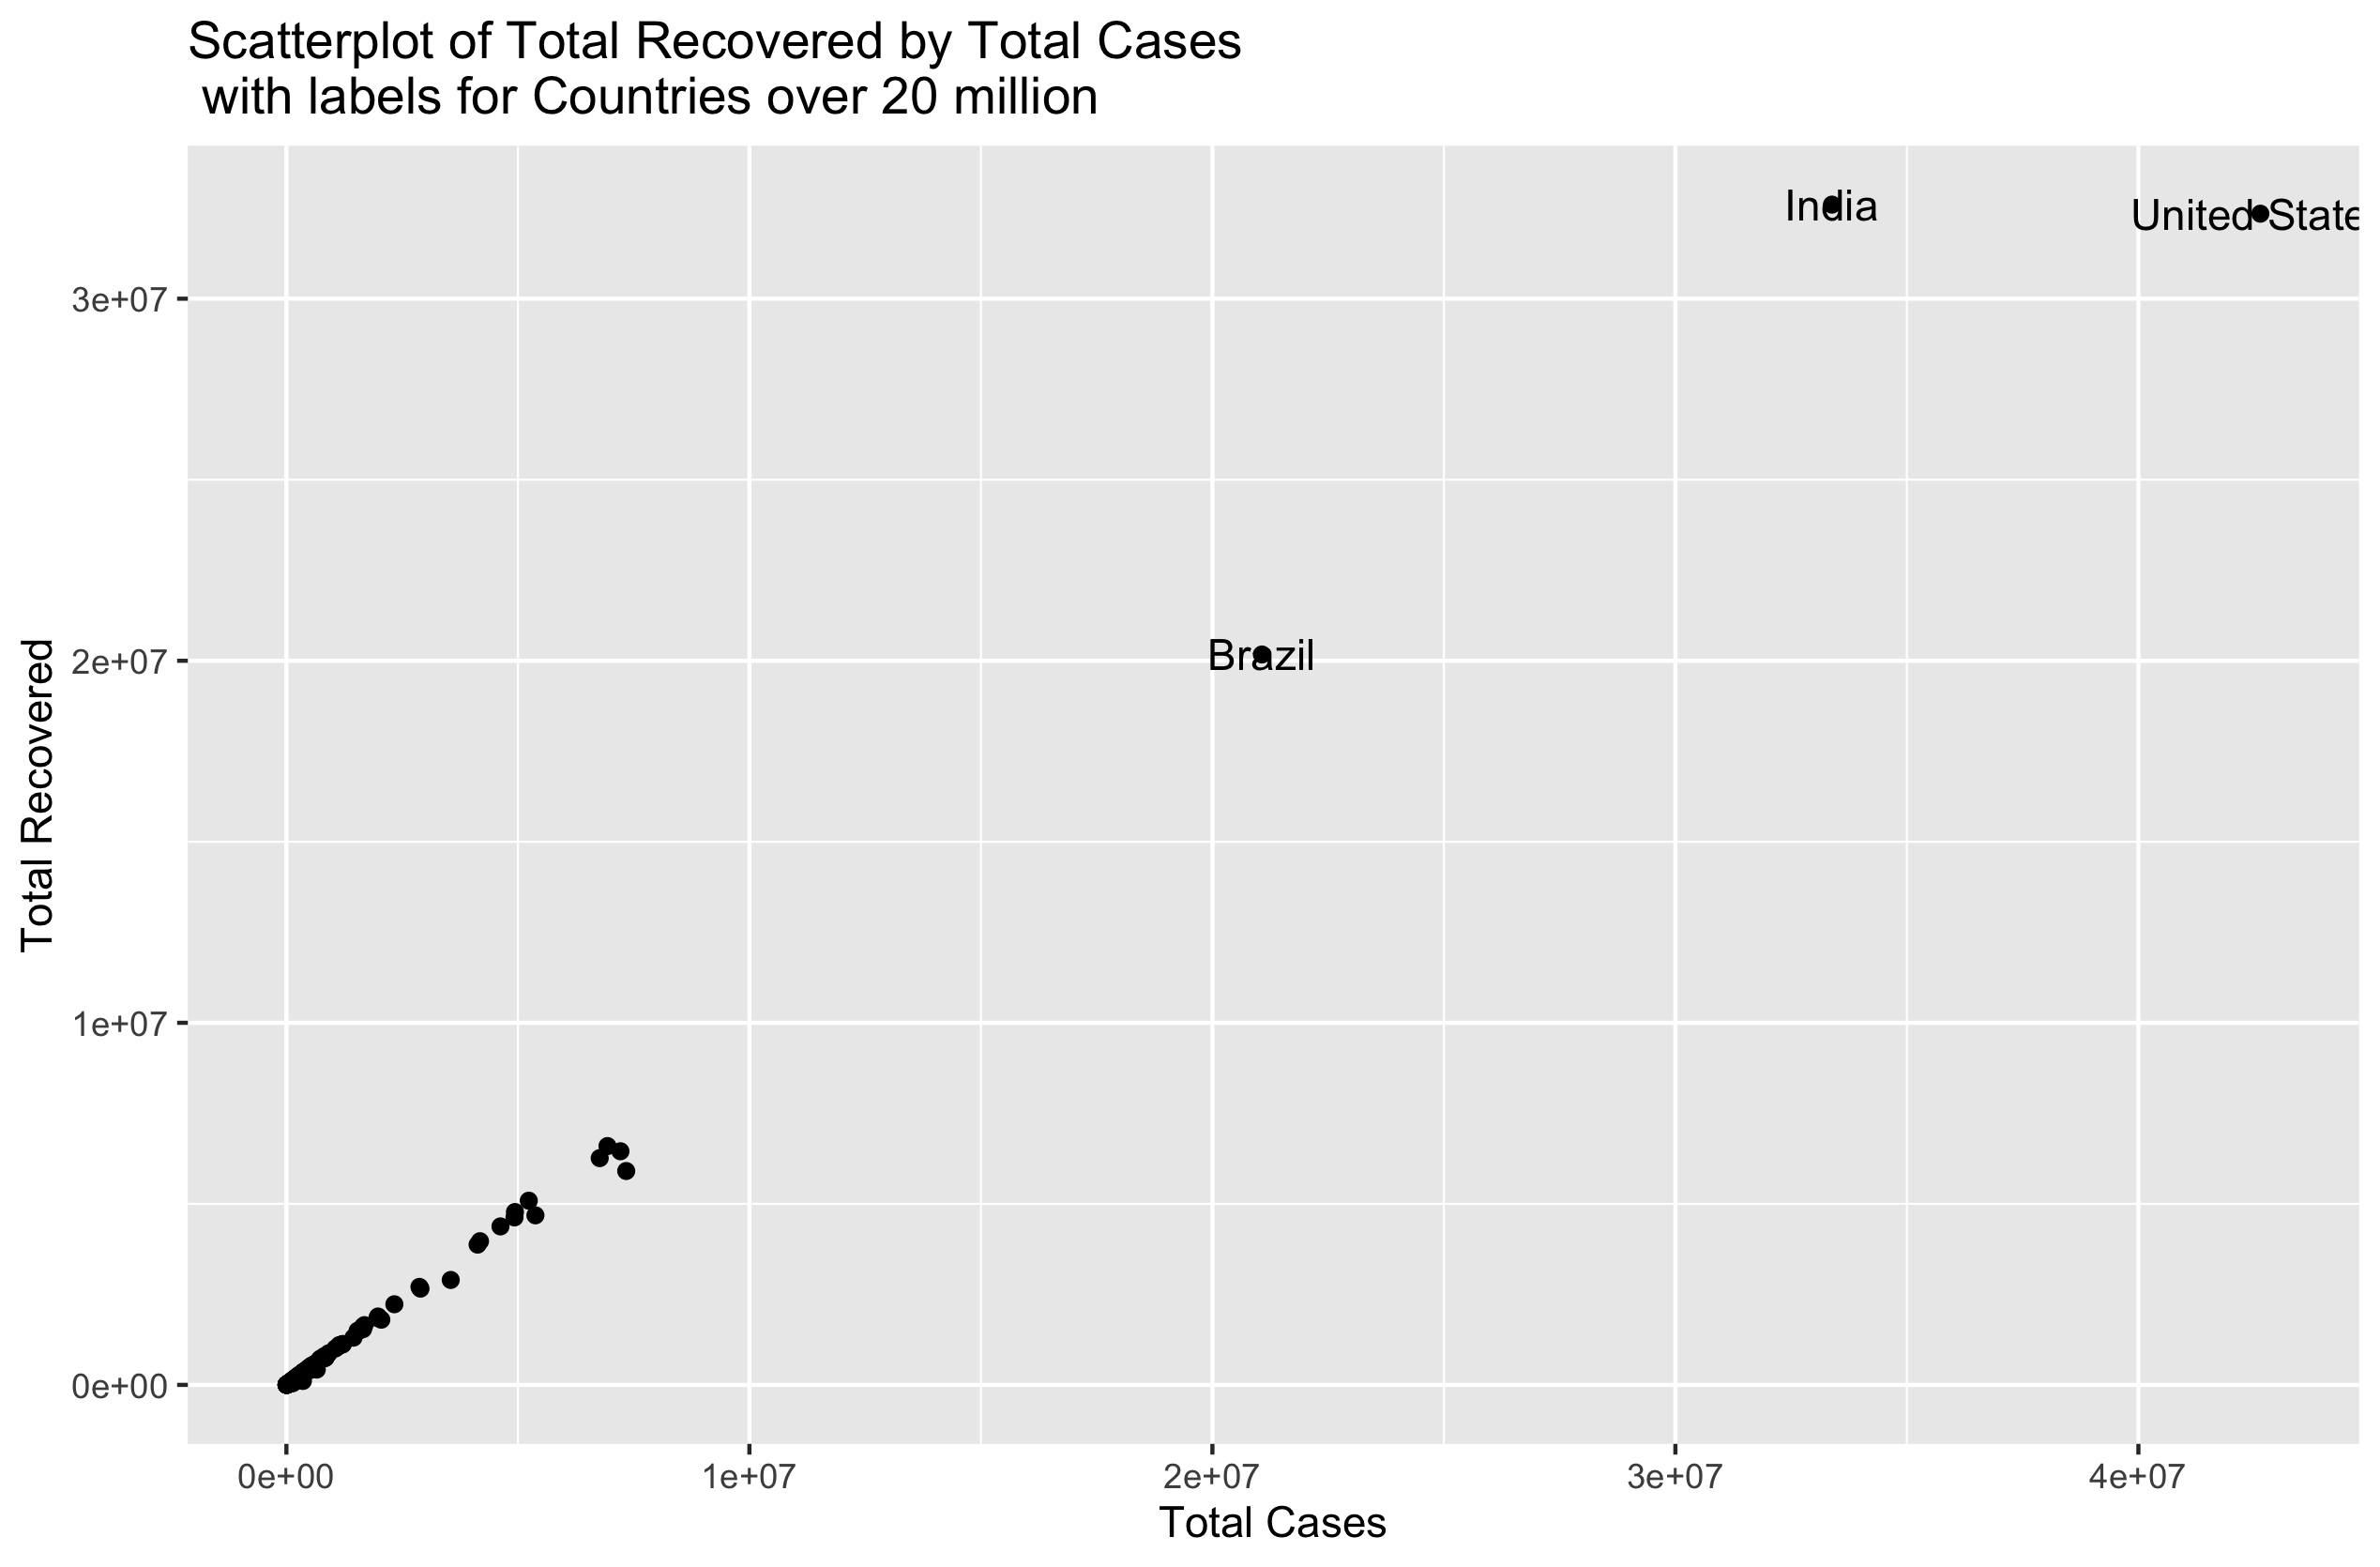 Scatterplot of Total Recovered by Total Cases
with labels for Countries over 20 million
India
United State
3e+07
Brazil
2e+07
Total Recovered
1e+07
0e+00
0e+00 1e+07 2e+07 3e+07 4e+07
Total Cases